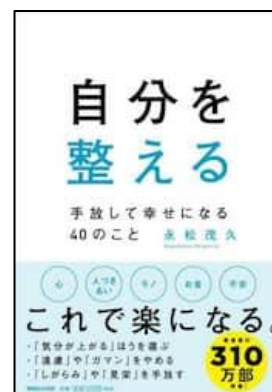 自分を
整える
手放して幸せになる
40のこと 永松茂久
心
人づき
あい
モノ
お金
不安
これで楽になる。
・「気分が上がる」ほうを選ぶ
・「遠慮」や「ガマン」をやめる
・「しがらみ」や「見栄」を手放す
310
万部